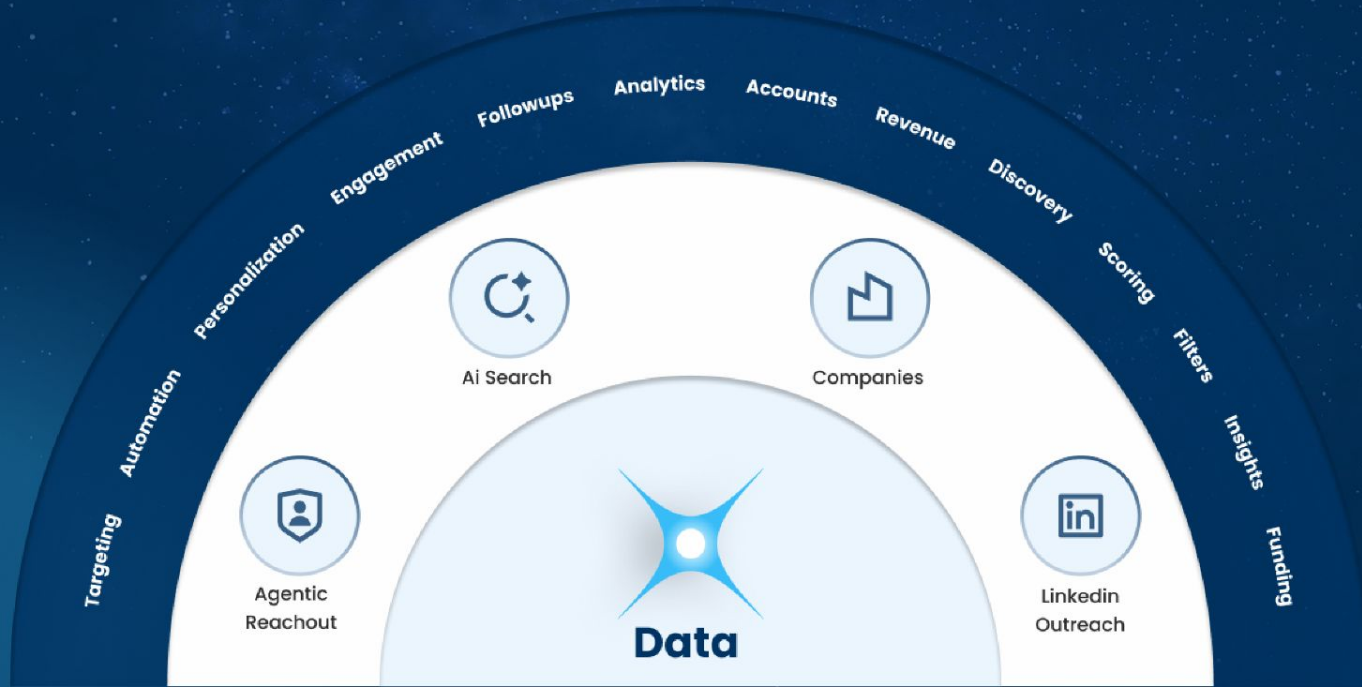 Targeting
Automation
Personalization
Engagement
Followups
Analytics
Accounts
Revenue
Discovery
Scoring
Filters
Insights
Funding
Ai Search
Companies
Agentic
Reachout
in
Linkedin
Outreach
Data